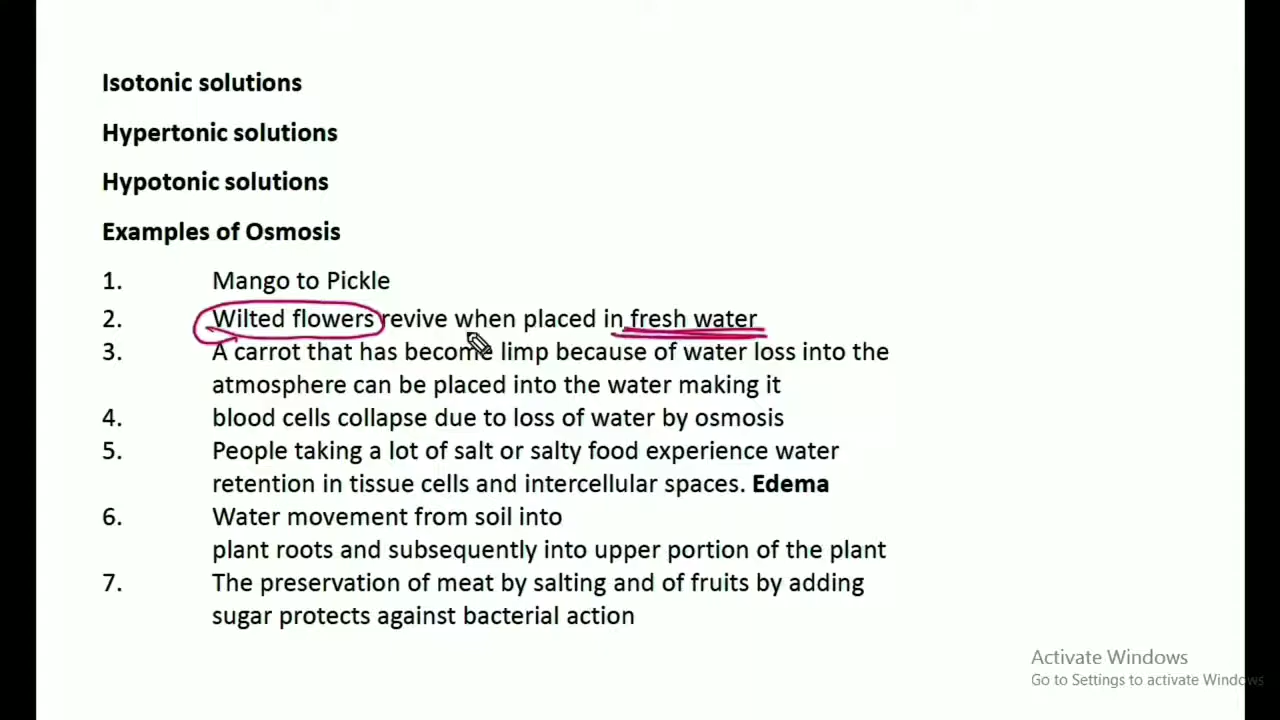 Isotonic solutions
Hypertonic solutions
Hypotonic solutions
Examples of Osmosis
1. Mango to Pickle
2. Wilted flowers revive when placed in fresh water
3. A carrot that has become limp because of water loss into the
atmosphere can be placed into the water making it
4. blood cells collapse due to loss of water by osmosis
5. People taking a lot of salt or salty food experience water
retention in tissue cells and intercellular spaces. Edema
6. Water movement from soil into
plant roots and subsequently into upper portion of the plant
7. The preservation of meat by salting and of fruits by adding
sugar protects against bacterial action
Activate Windows
Go to Settings to activate Windows